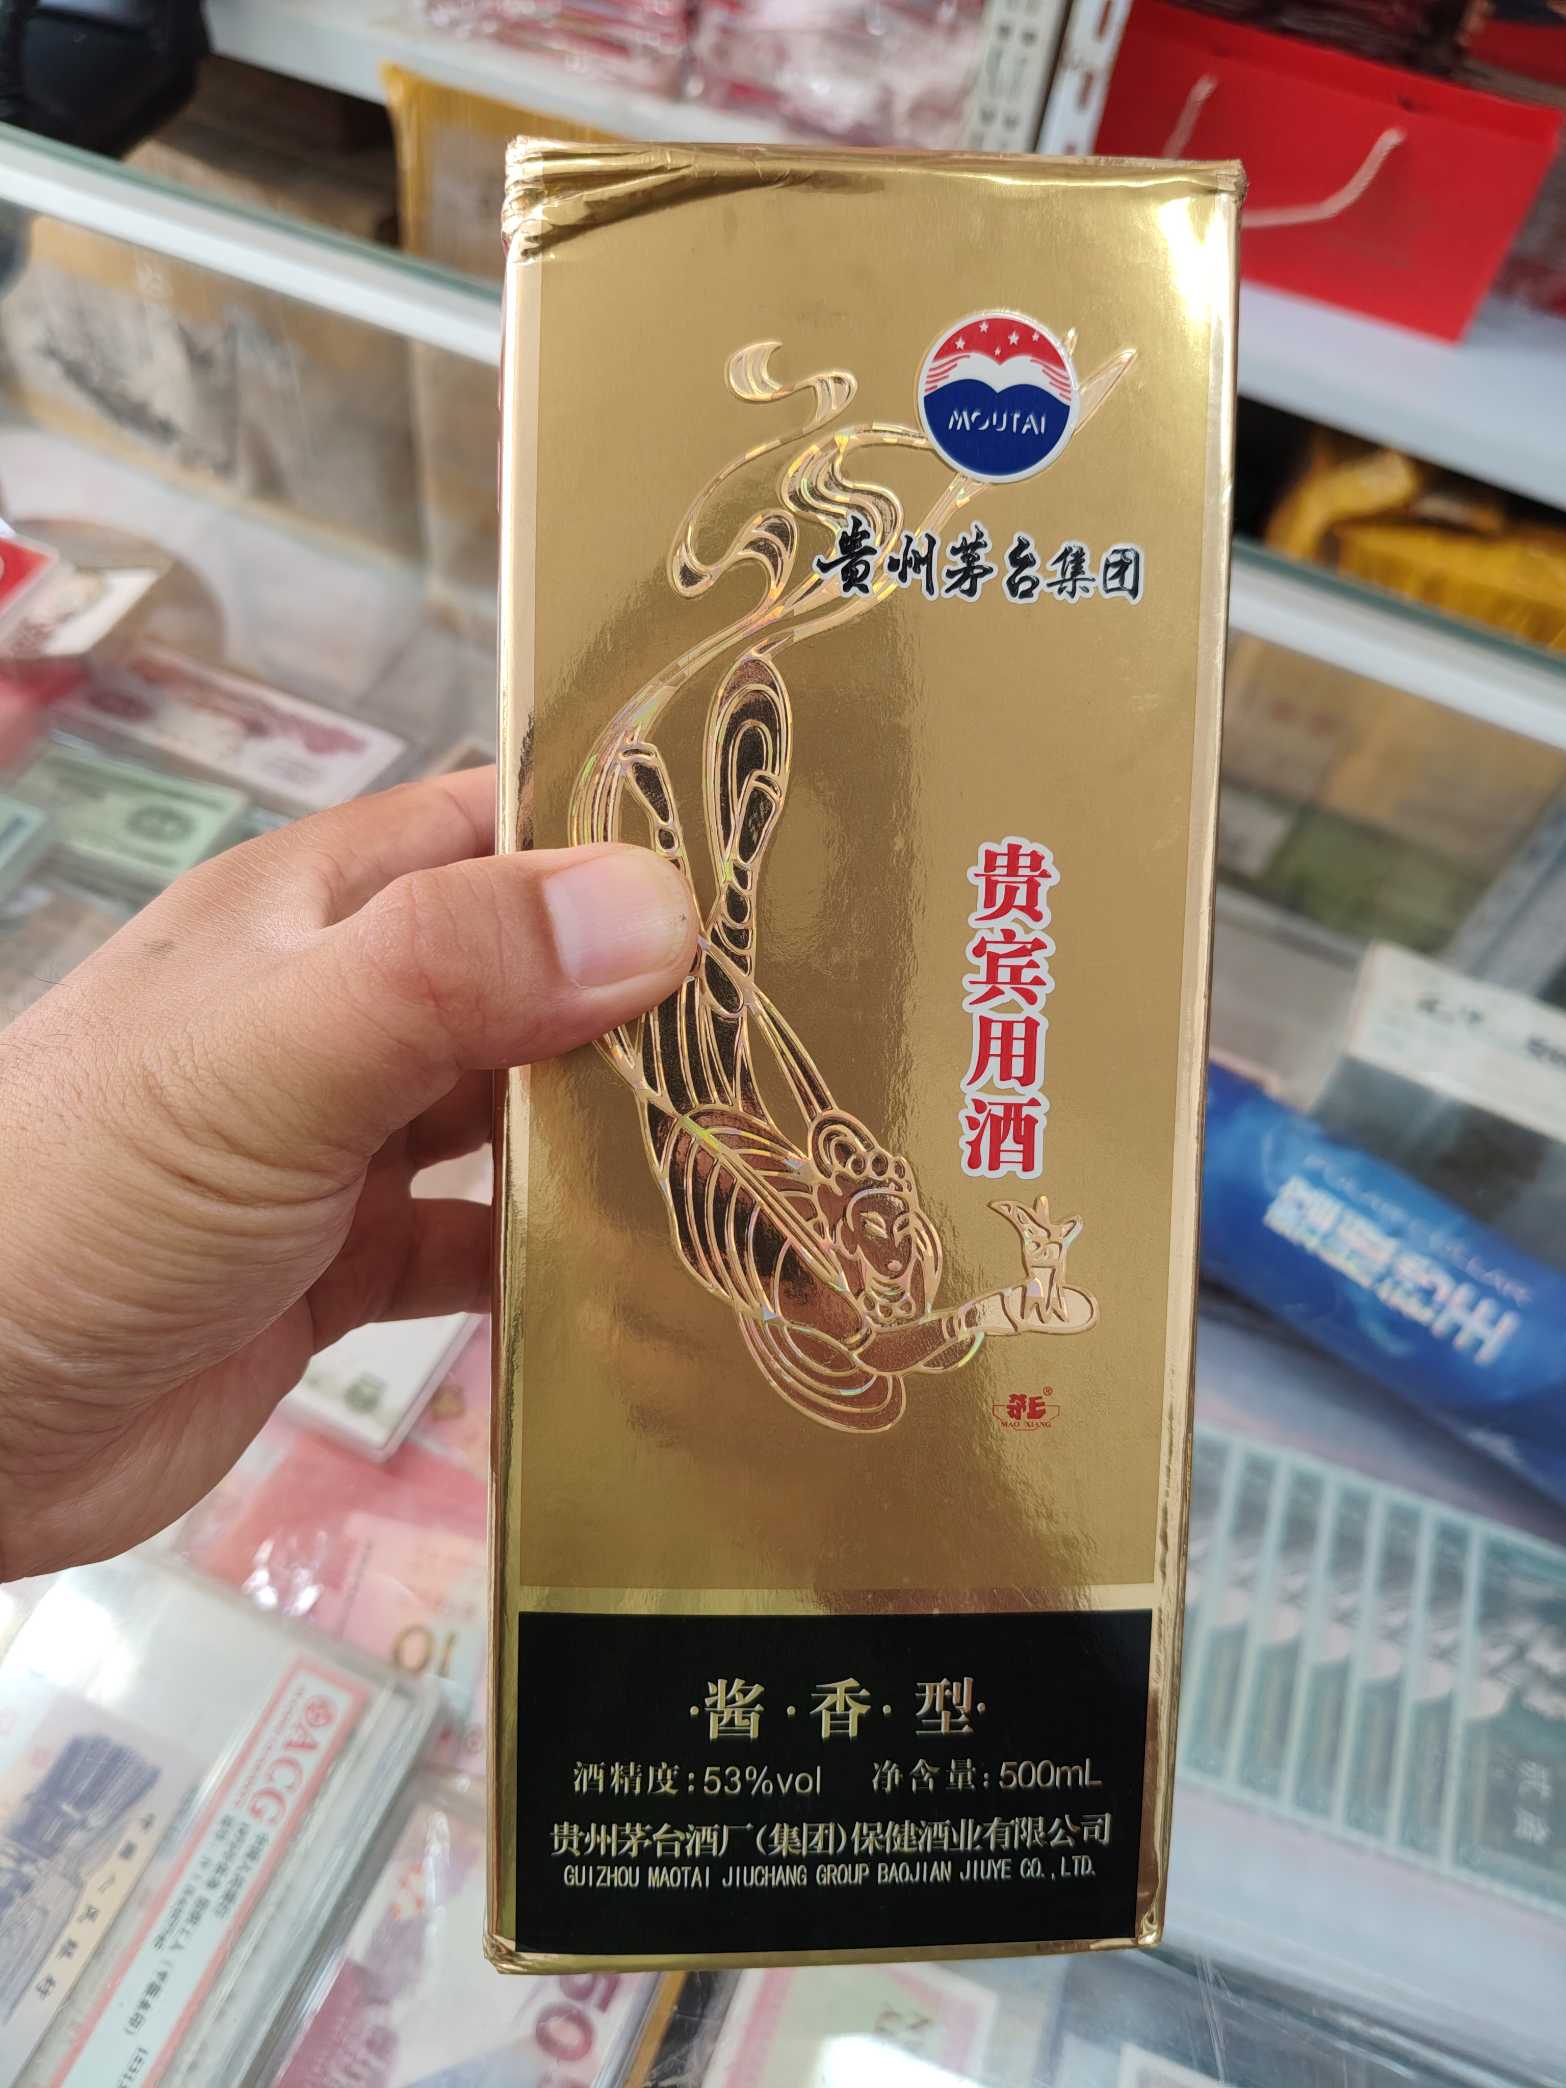 MOUTAI
贵州茅台集团
贵宾用酒
MAO XIANG
·酱·香·型·
酒精度:53%vol 净含量:500mL
贵州茅台酒厂(集团)保健酒业有限公司
GUIZHOU MAOTAI JIUCHANG GROUP BAOJIAN JIUYE CO.,LTD.
ACG
10
50